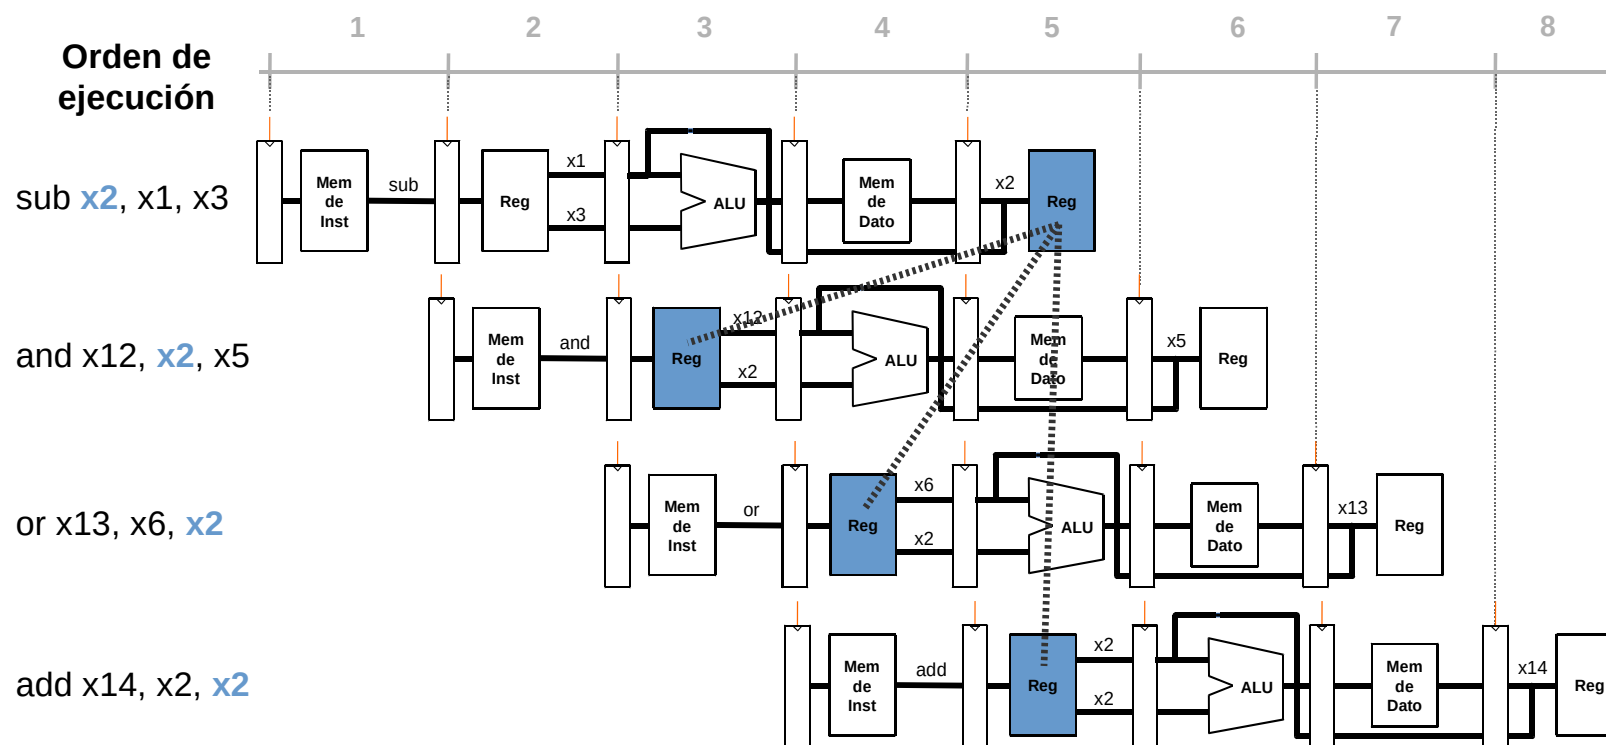 1 2 3 4 5 6 7 8
Orden de
ejecución
sub x2, x1, x3
Mem
de
Inst
sub
Reg
x1
x3
ALU
Mem
de
Dato
x2
Reg
and x12, x2, x5
Mem
de
Inst
and
Reg
x12
x2
ALU
Mem
de
Dato
x5
Reg
or x13, x6, x2
Mem
de
Inst
or
Reg
x6
x2
ALU
Mem
de
Dato
x13
Reg
add x14, x2, x2
Mem
de
Inst
add
Reg
x2
x2
ALU
Mem
de
Dato
x14
Reg